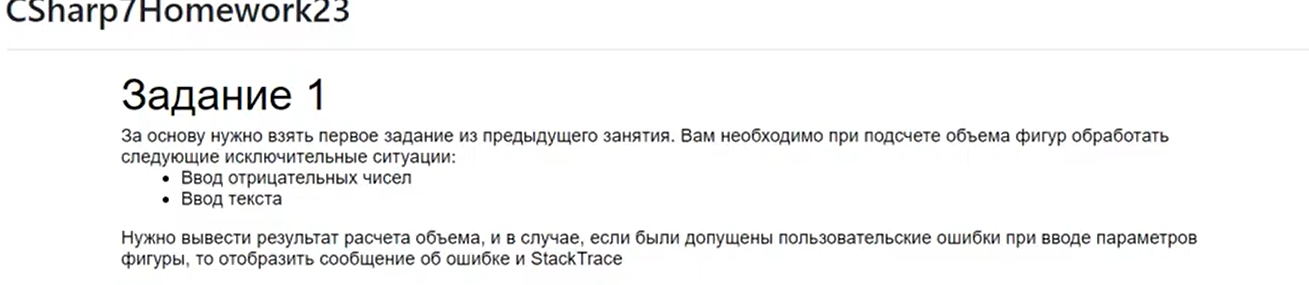 CSharp7Homework23
Задание 1
За основу нужно взять первое задание из предыдущего занятия. Вам необходимо при подсчете объема фигур обработать
следующие исключительные ситуации:
• Ввод отрицательных чисел
• Ввод текста
Нужно вывести результат расчета объема, и в случае, если были допущены пользовательские ошибки при вводе параметров
фигуры, то отобразить сообщение об ошибке и StackTrace